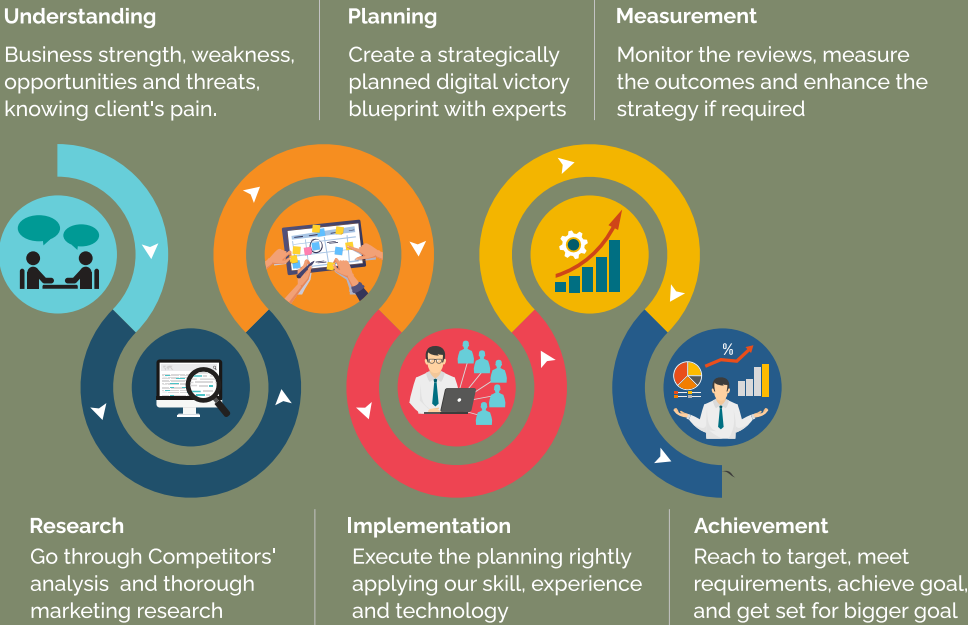 Understanding
Business strength, weakness,
opportunities and threats,
knowing client's pain.
Planning
Create a strategically
planned digital victory
blueprint with experts
Measurement
Monitor the reviews, measure
the outcomes and enhance the
strategy if required
%
Research
Go through Competitors'
analysis  and thorough
marketing research
Implementation
Execute the planning rightly
applying our skill, experience
and technology
Achievement
Reach to target, meet
requirements, achieve goal,
and get set for bigger goal